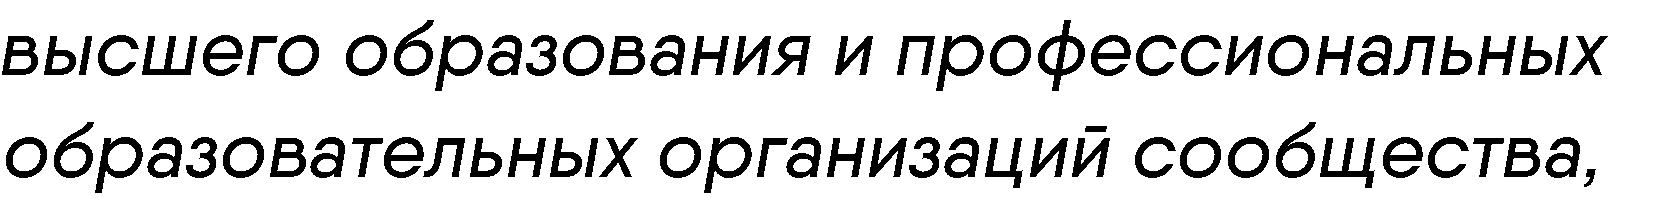 высшего образования и профессиональных
образовательных организаций сообщества,